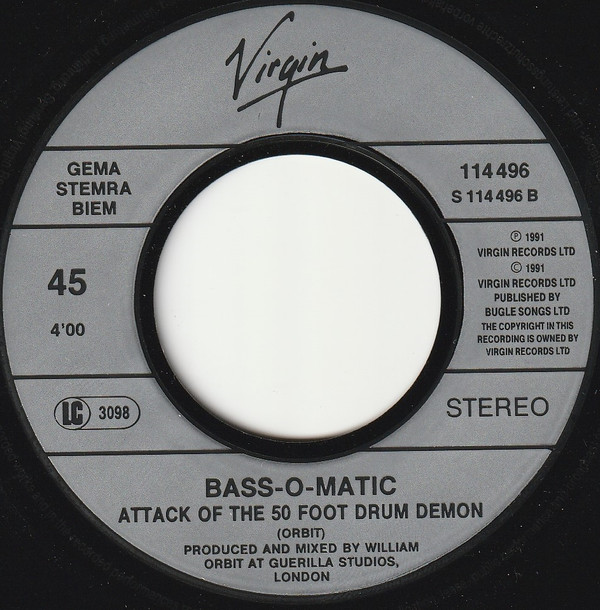 Virgin
GEMA
STEMRA
BIEM
114 496
S 114 496 B
45
4'00
Ⓟ 1991
VIRGIN RECORDS LTD
© 1991
VIRGIN RECORDS LTD
PUBLISHED BY
BUGLE SONGS LTD
THE COPYRIGHT IN THIS
RECORDING IS OWNED BY
VIRGIN RECORDS LTD
LC 3098
STEREO
BASS-O-MATIC
ATTACK OF THE 50 FOOT DRUM DEMON
(ORBIT)
PRODUCED AND MIXED BY WILLIAM
ORBIT AT GUERILLA STUDIOS,
LONDON